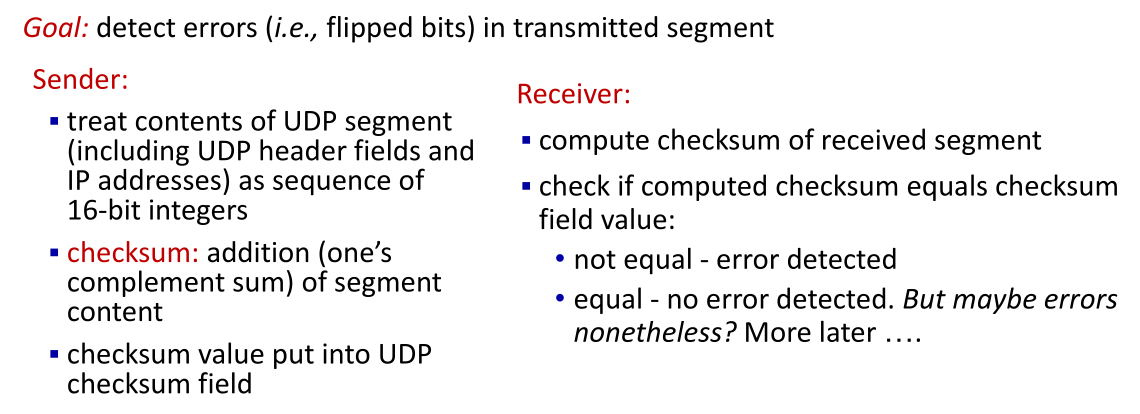 Goal: detect errors (i.e., flipped bits) in transmitted segment
Sender:
▪ treat contents of UDP segment
(including UDP header fields and
IP addresses) as sequence of
16-bit integers
▪ checksum: addition (one’s
complement sum) of segment
content
▪ checksum value put into UDP
checksum field
Receiver:
▪ compute checksum of received segment
▪ check if computed checksum equals checksum
field value:
• not equal - error detected
• equal - no error detected. But maybe errors
nonetheless? More later ….